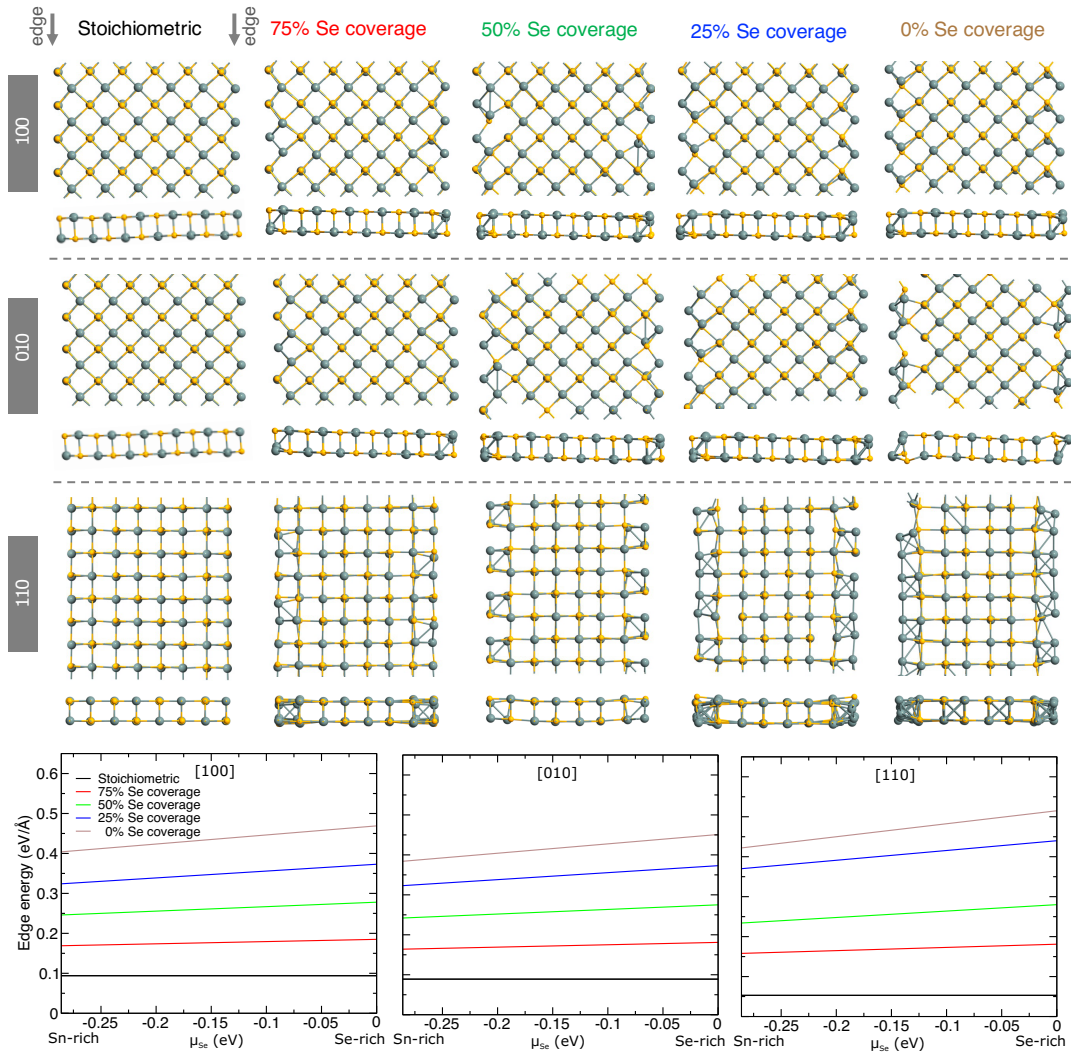 edge Stoichiometric edge 75% Se coverage 50% Se coverage 25% Se coverage 0% Se coverage
100
010
110
[100] [010] [110]
Stoichiometric
75% Se coverage
50% Se coverage
25% Se coverage
0% Se coverage
Edge energy (eV/Å)
0.6
0.5
0.4
0.3
0.2
0.1
0
-0.25 -0.2 -0.15 -0.1 -0.05 0 -0.25 -0.2 -0.15 -0.1 -0.05 0 -0.25 -0.2 -0.15 -0.1 -0.05 0
Sn-rich μSe (eV) Se-rich Sn-rich μSe (eV) Se-rich Sn-rich μSe (eV) Se-rich